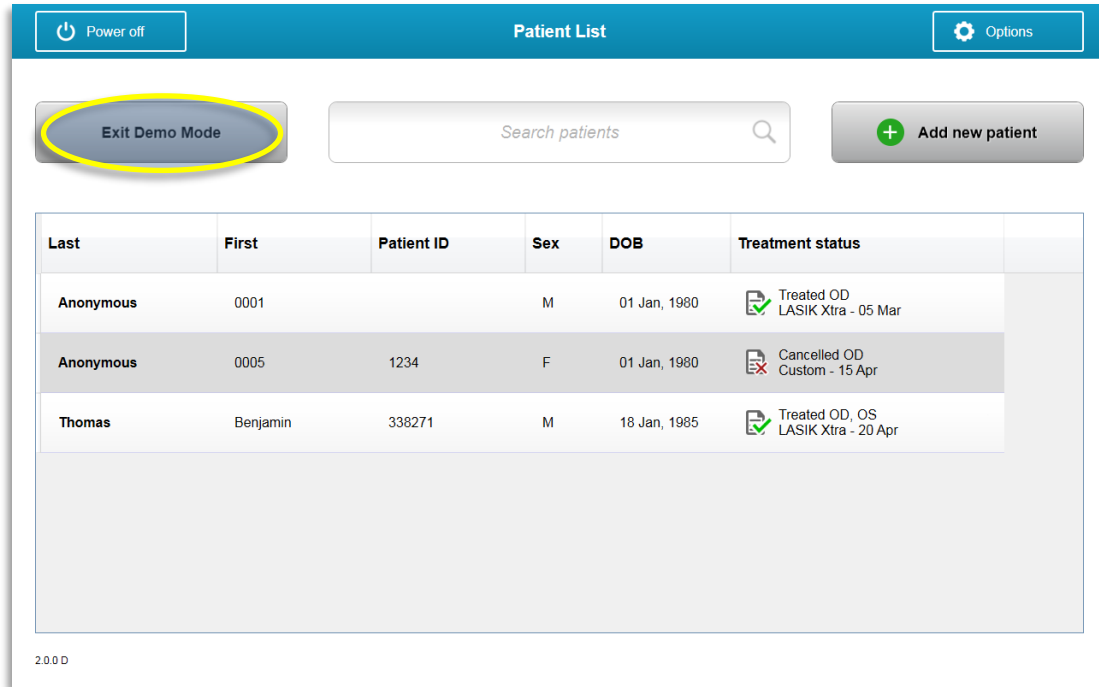 Power off
Patient List
Options
Exit Demo Mode
Search patients
Add new patient
Last First Patient ID Sex DOB Treatment status
Anonymous 0001 M 01 Jan, 1980 Treated OD
LASIK Xtra - 05 Mar
Anonymous 0005 1234 F 01 Jan, 1980 Cancelled OD
Custom - 15 Apr
Thomas Benjamin 338271 M 18 Jan, 1985 Treated OD, OS
LASIK Xtra - 20 Apr
2.0.0 D